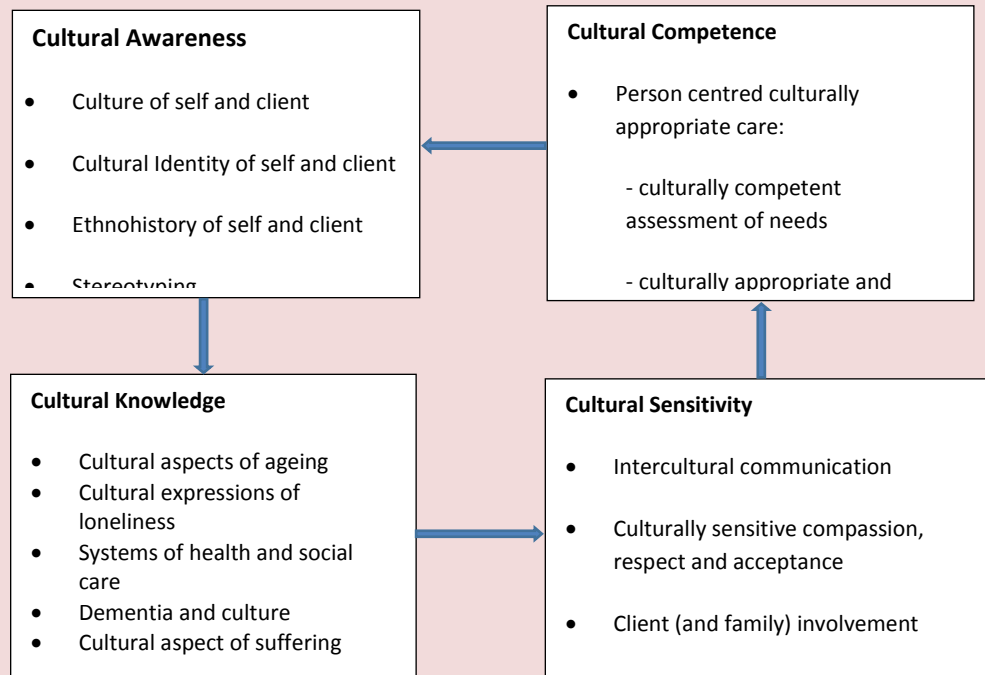 Cultural Awareness
• Culture of self and client
• Cultural Identity of self and client
• Ethnohistory of self and client
• Stereotyping
Cultural Competence
• Person centred culturally
appropriate care:
- culturally competent
assessment of needs
- culturally appropriate and
Cultural Knowledge
• Cultural aspects of ageing
• Cultural expressions of
loneliness
• Systems of health and social
care
• Dementia and culture
• Cultural aspect of suffering
Cultural Sensitivity
• Intercultural communication
• Culturally sensitive compassion,
respect and acceptance
• Client (and family) involvement